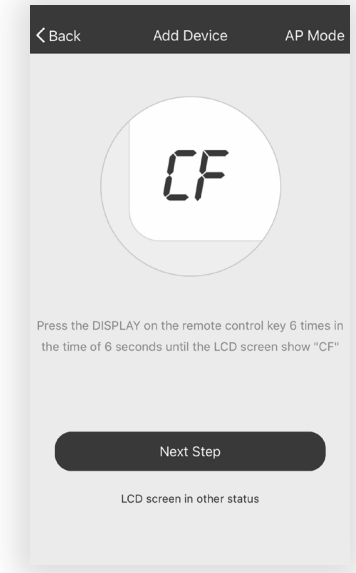 Back Add Device AP Mode
CF
Press the DISPLAY on the remote control key 6 times in
the time of 6 seconds until the LCD screen show "CF"
Next Step
LCD screen in other status